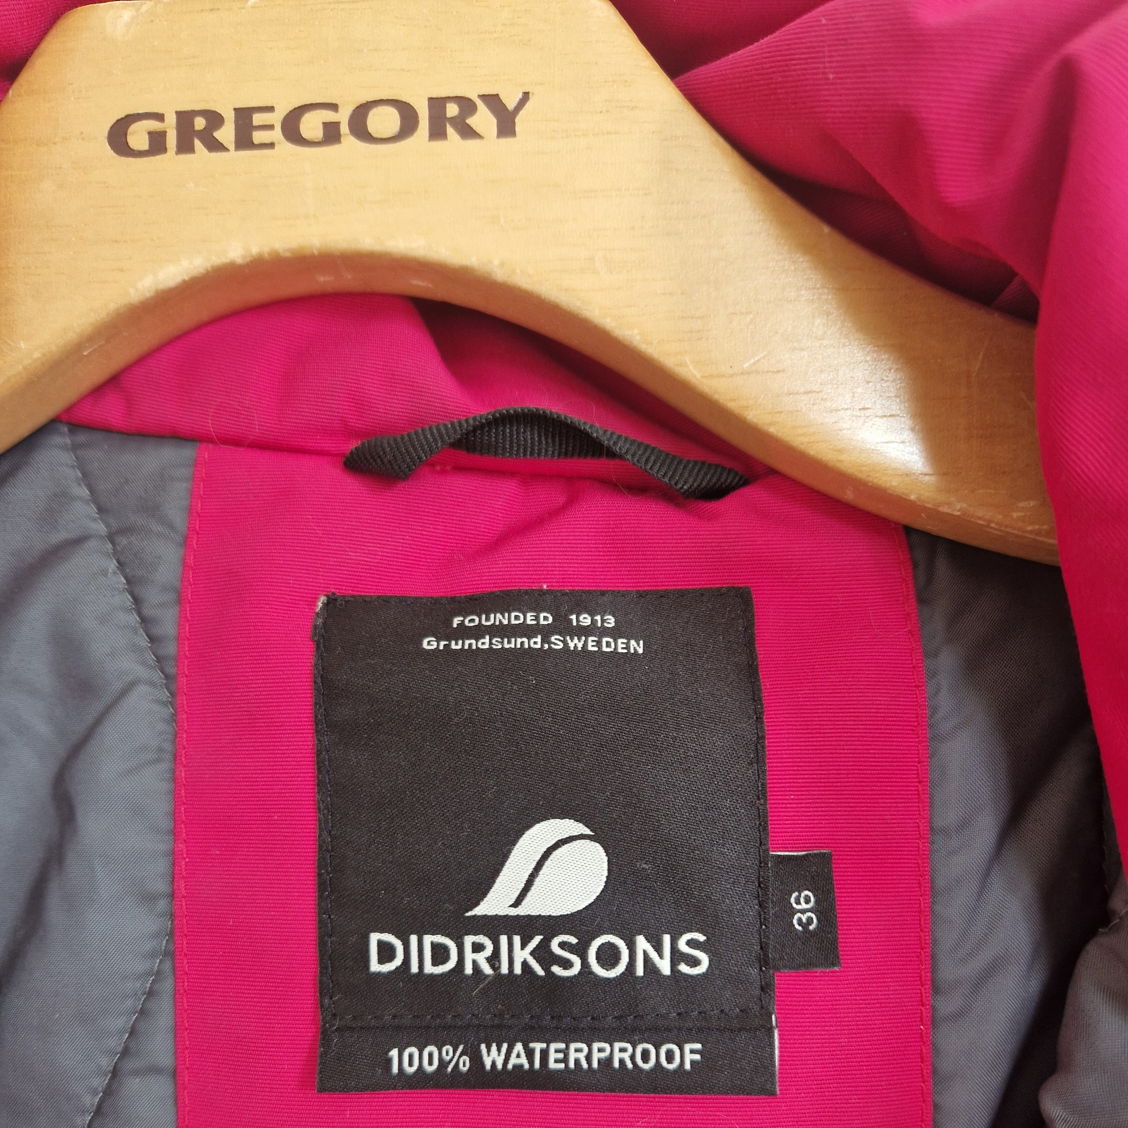 GREGORY
FOUNDED 1913
Grundsund,SWEDEN
DIDRIKSONS
36
100% WATERPROOF